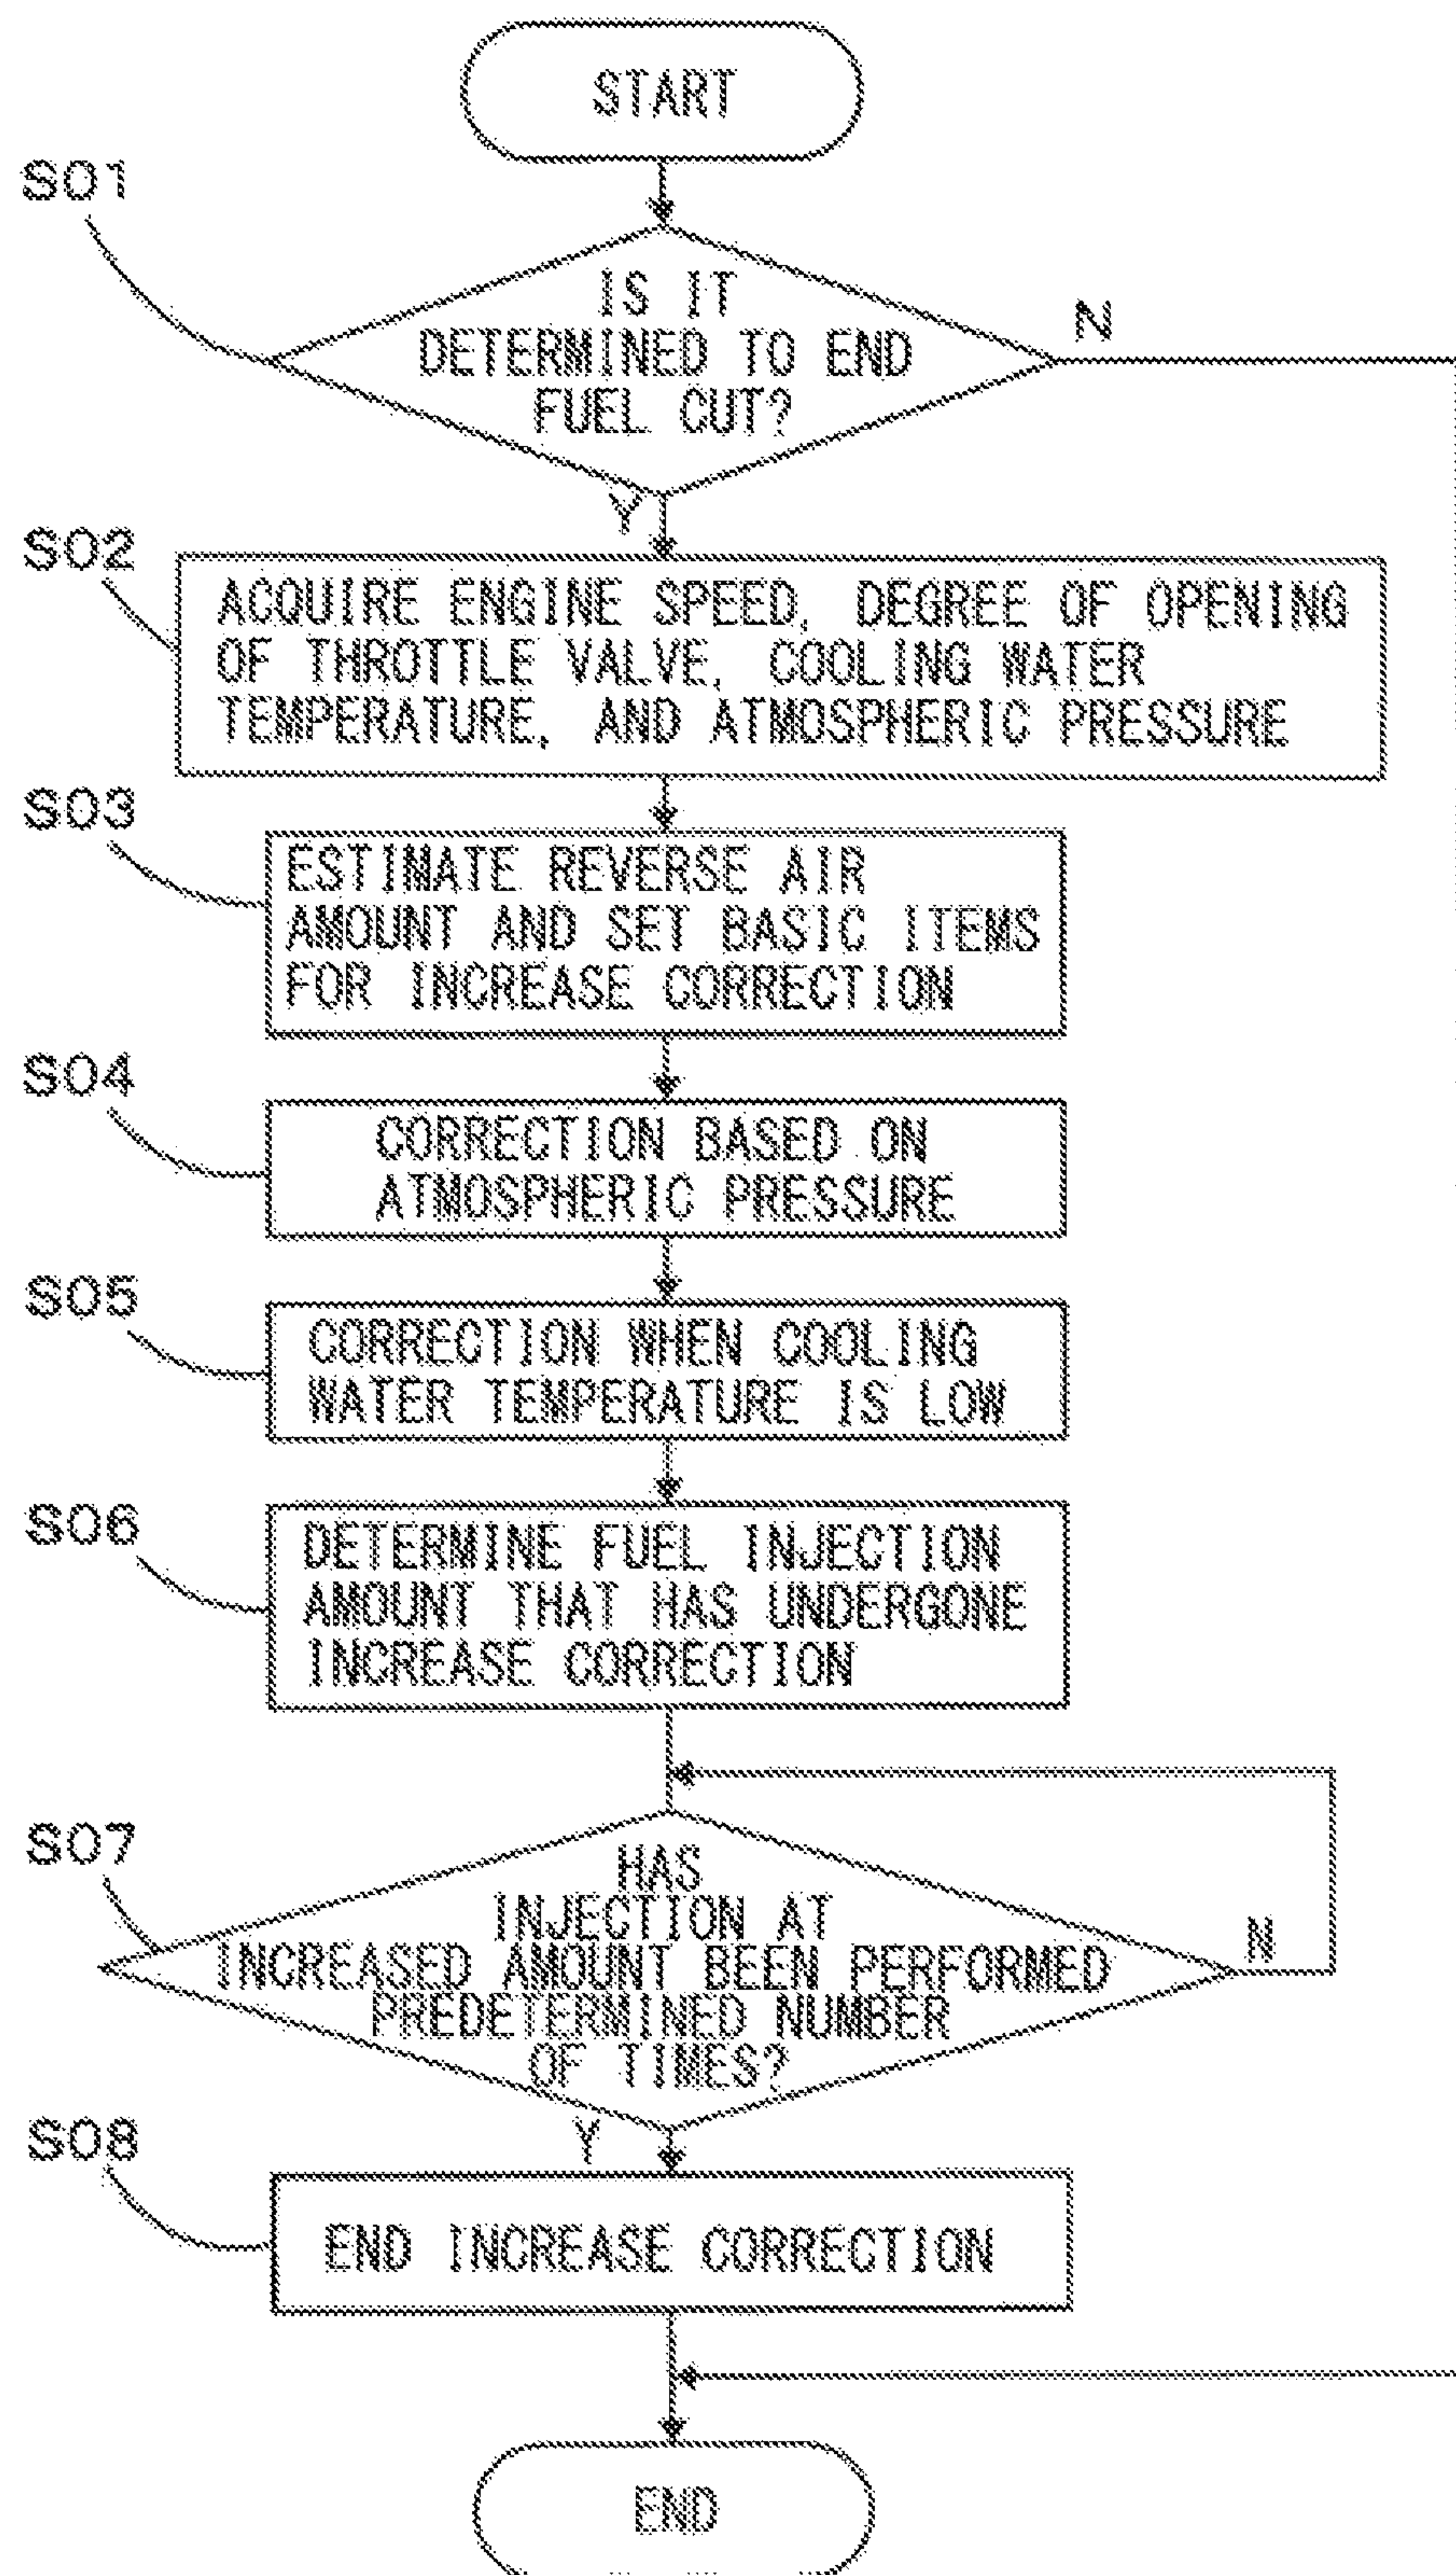 START
S01
IS IT
DETERMINED TO END
FUEL CUT?
N
Y
S02
ACQUIRE ENGINE SPEED, DEGREE OF OPENING
OF THROTTLE VALVE, COOLING WATER
TEMPERATURE, AND ATMOSPHERIC PRESSURE
S03
ESTIMATE REVERSE AIR
AMOUNT AND SET BASIC ITEMS
FOR INCREASE CORRECTION
S04
CORRECTION BASED ON
ATMOSPHERIC PRESSURE
S05
CORRECTION WHEN COOLING
WATER TEMPERATURE IS LOW
S06
DETERMINE FUEL INJECTION
AMOUNT THAT HAS UNDERGONE
INCREASE CORRECTION
S07
HAS
INJECTION AT
INCREASED AMOUNT BEEN PERFORMED
PREDETERMINED NUMBER
OF TIMES?
N
Y
S08
END INCREASE CORRECTION
END